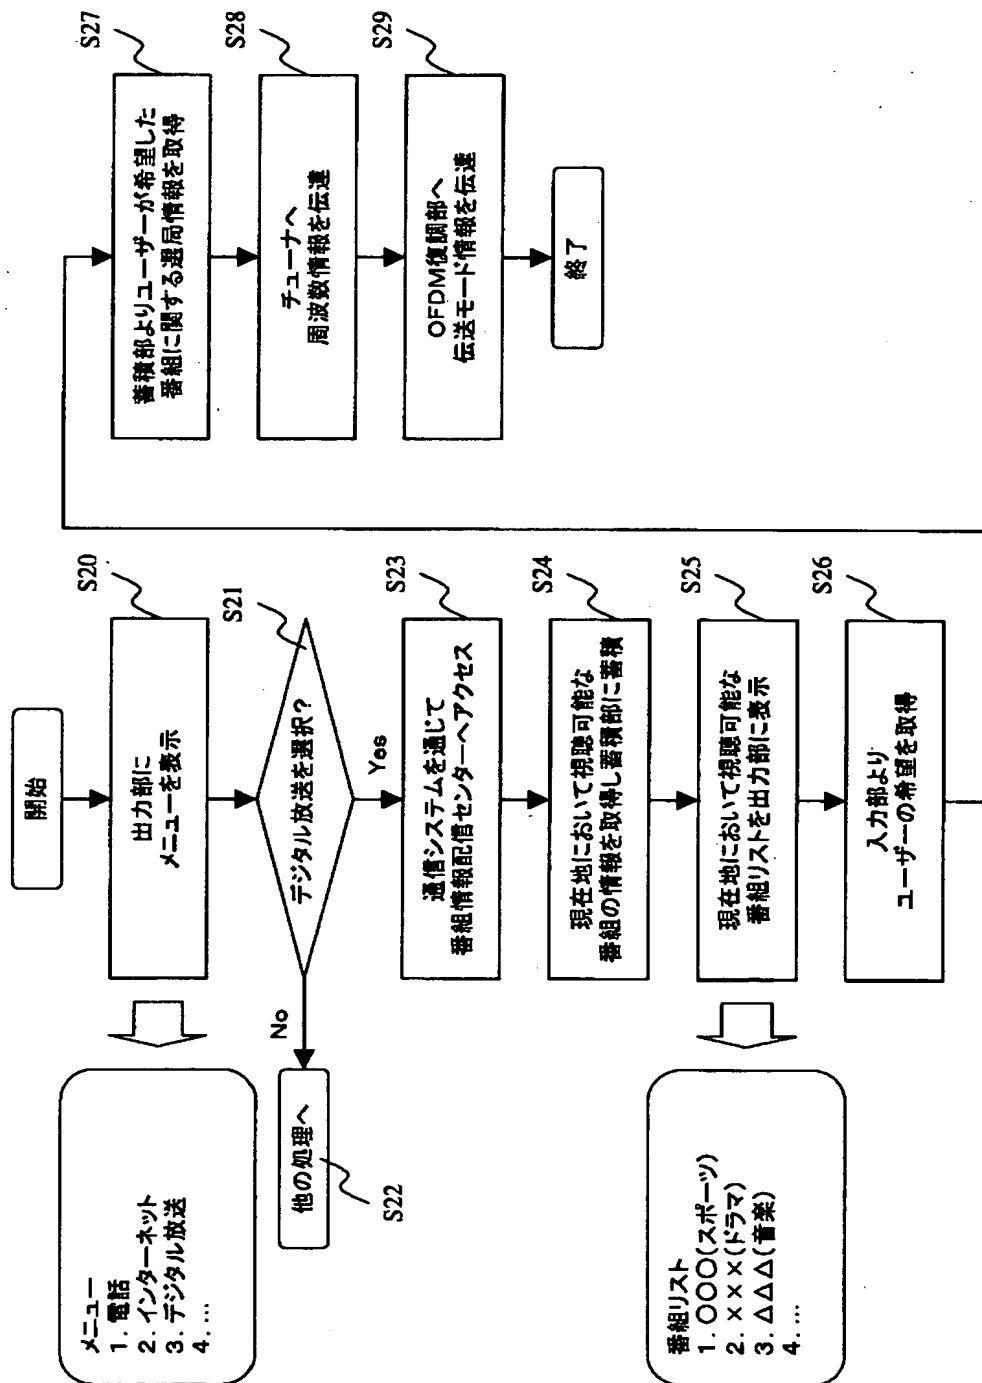 開始
S20
出力部に
メニューを表示
メニュー
1. 電話
2. インターネット
3. デジタル放送
4. …
S21
デジタル放送を選択?
No
他の処理へ
S22
Yes
S23
通信システムを通じて
番組情報配信センターへアクセス
S24
現在地において視聴可能な
番組の情報を取得し蓄積部に蓄積
S25
現在地において視聴可能な
番組リストを出力部に表示
番組リスト
1. ○○○(スポーツ)
2. ×××(ドラマ)
3. △△△(音楽)
4. …
S26
入力部より
ユーザーの希望を取得
S27
蓄積部よりユーザーが希望した
番組に関する選局情報を取得
S28
チューナへ
周波数情報を伝達
S29
OFDM復調部へ
伝送モード情報を伝達
終了